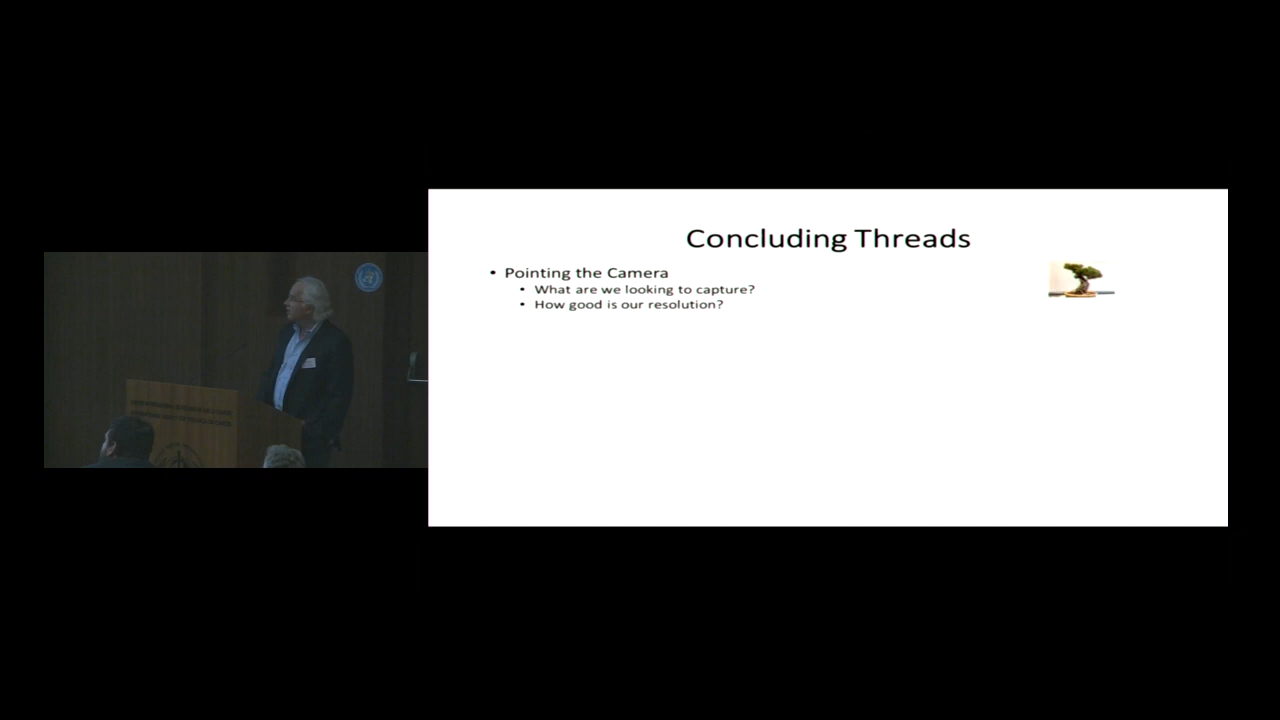 Concluding Threads
• Pointing the Camera
• What are we looking to capture?
• How good is our resolution?